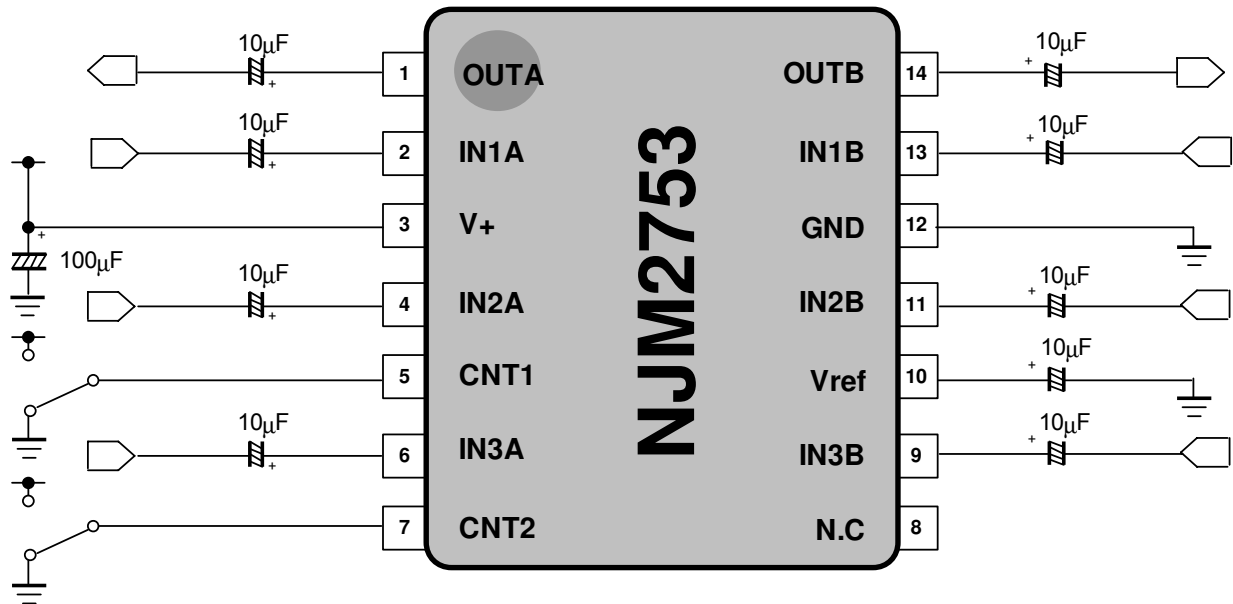 10μF
1
OUTA
OUTB
14
10μF
+
+
10μF
2
IN1A
IN1B
13
10μF
+
+
3
V+
GND
12
+
100μF
10μF
4
IN2A
IN2B
11
10μF
+
+
5
CNT1
Vref
10
10μF
+
10μF
6
IN3A
IN3B
9
10μF
+
+
7
CNT2
N.C
8
NJM2753